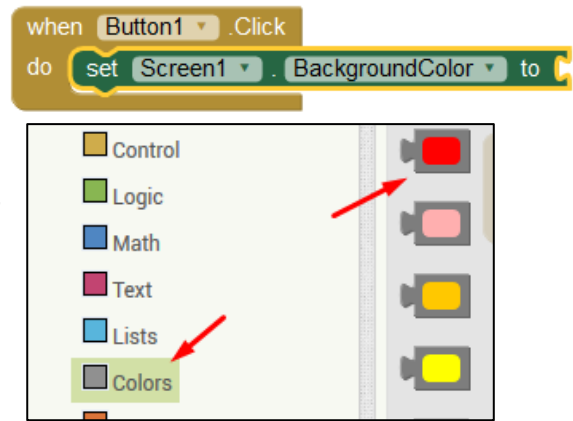 when Button1 .Click
do set Screen1 . BackgroundColor to
Control
Logic
Math
Text
Lists
Colors